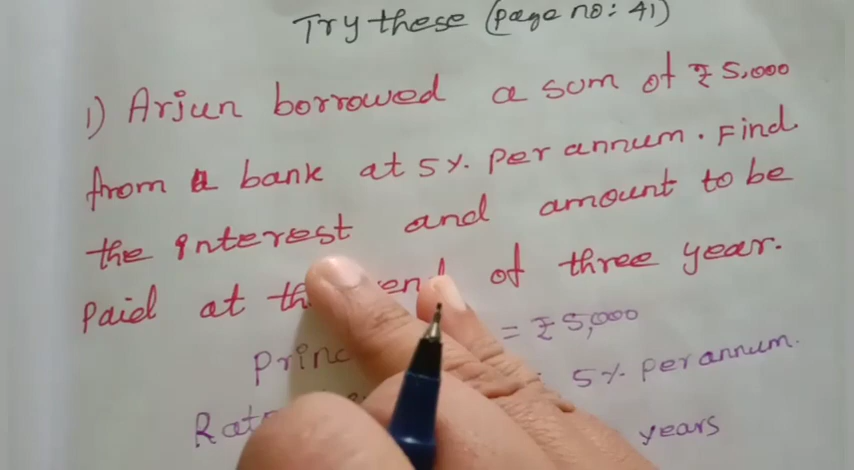 Try these (page no: 41)
1) Arjun borrowed a sum of ₹5,000
from a bank at 5%. per annum. Find
the interest and amount to be
Paid at of three year.
= ₹5,000
5% per annum.
years